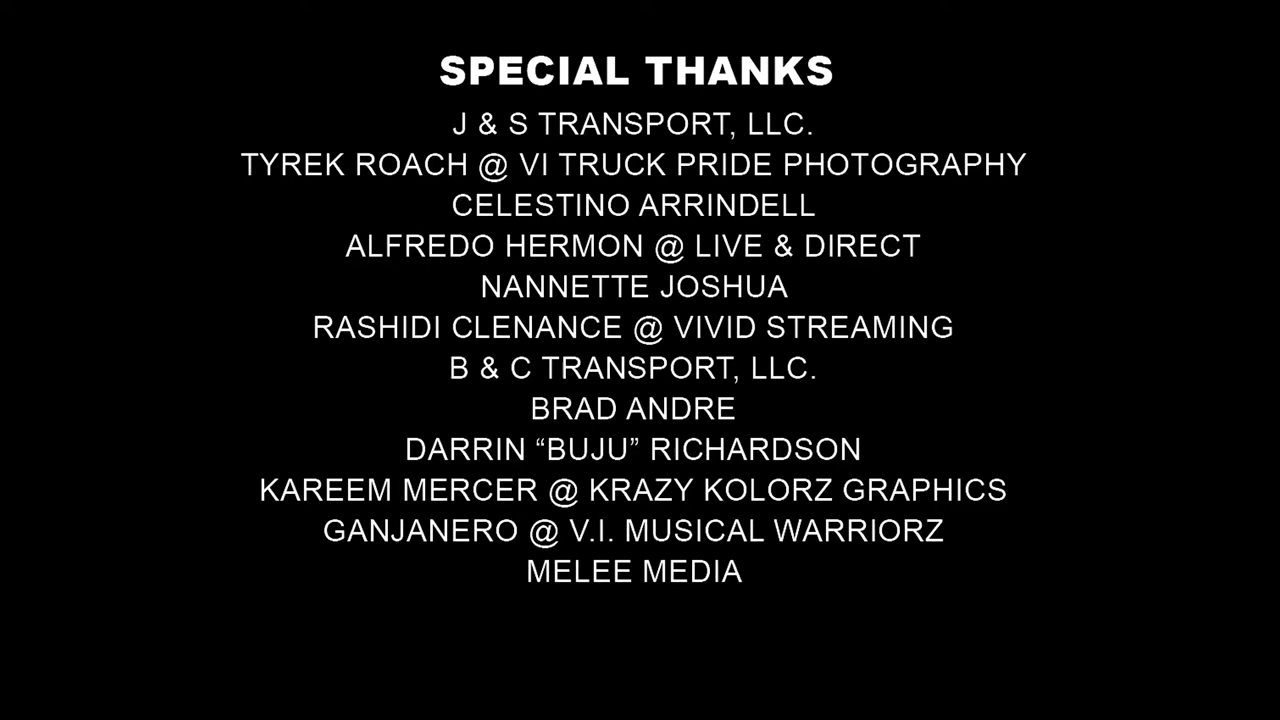 SPECIAL THANKS
J & S TRANSPORT, LLC.
TYREK ROACH @ VI TRUCK PRIDE PHOTOGRAPHY
CELESTINO ARRINDELL
ALFREDO HERMON @ LIVE & DIRECT
NANNETTE JOSHUA
RASHIDI CLENANCE @ VIVID STREAMING
B & C TRANSPORT, LLC.
BRAD ANDRE
DARRIN “BUJU” RICHARDSON
KAREEM MERCER @ KRAZY KOLORZ GRAPHICS
GANJANERO @ V.I. MUSICAL WARRIORZ
MELEE MEDIA